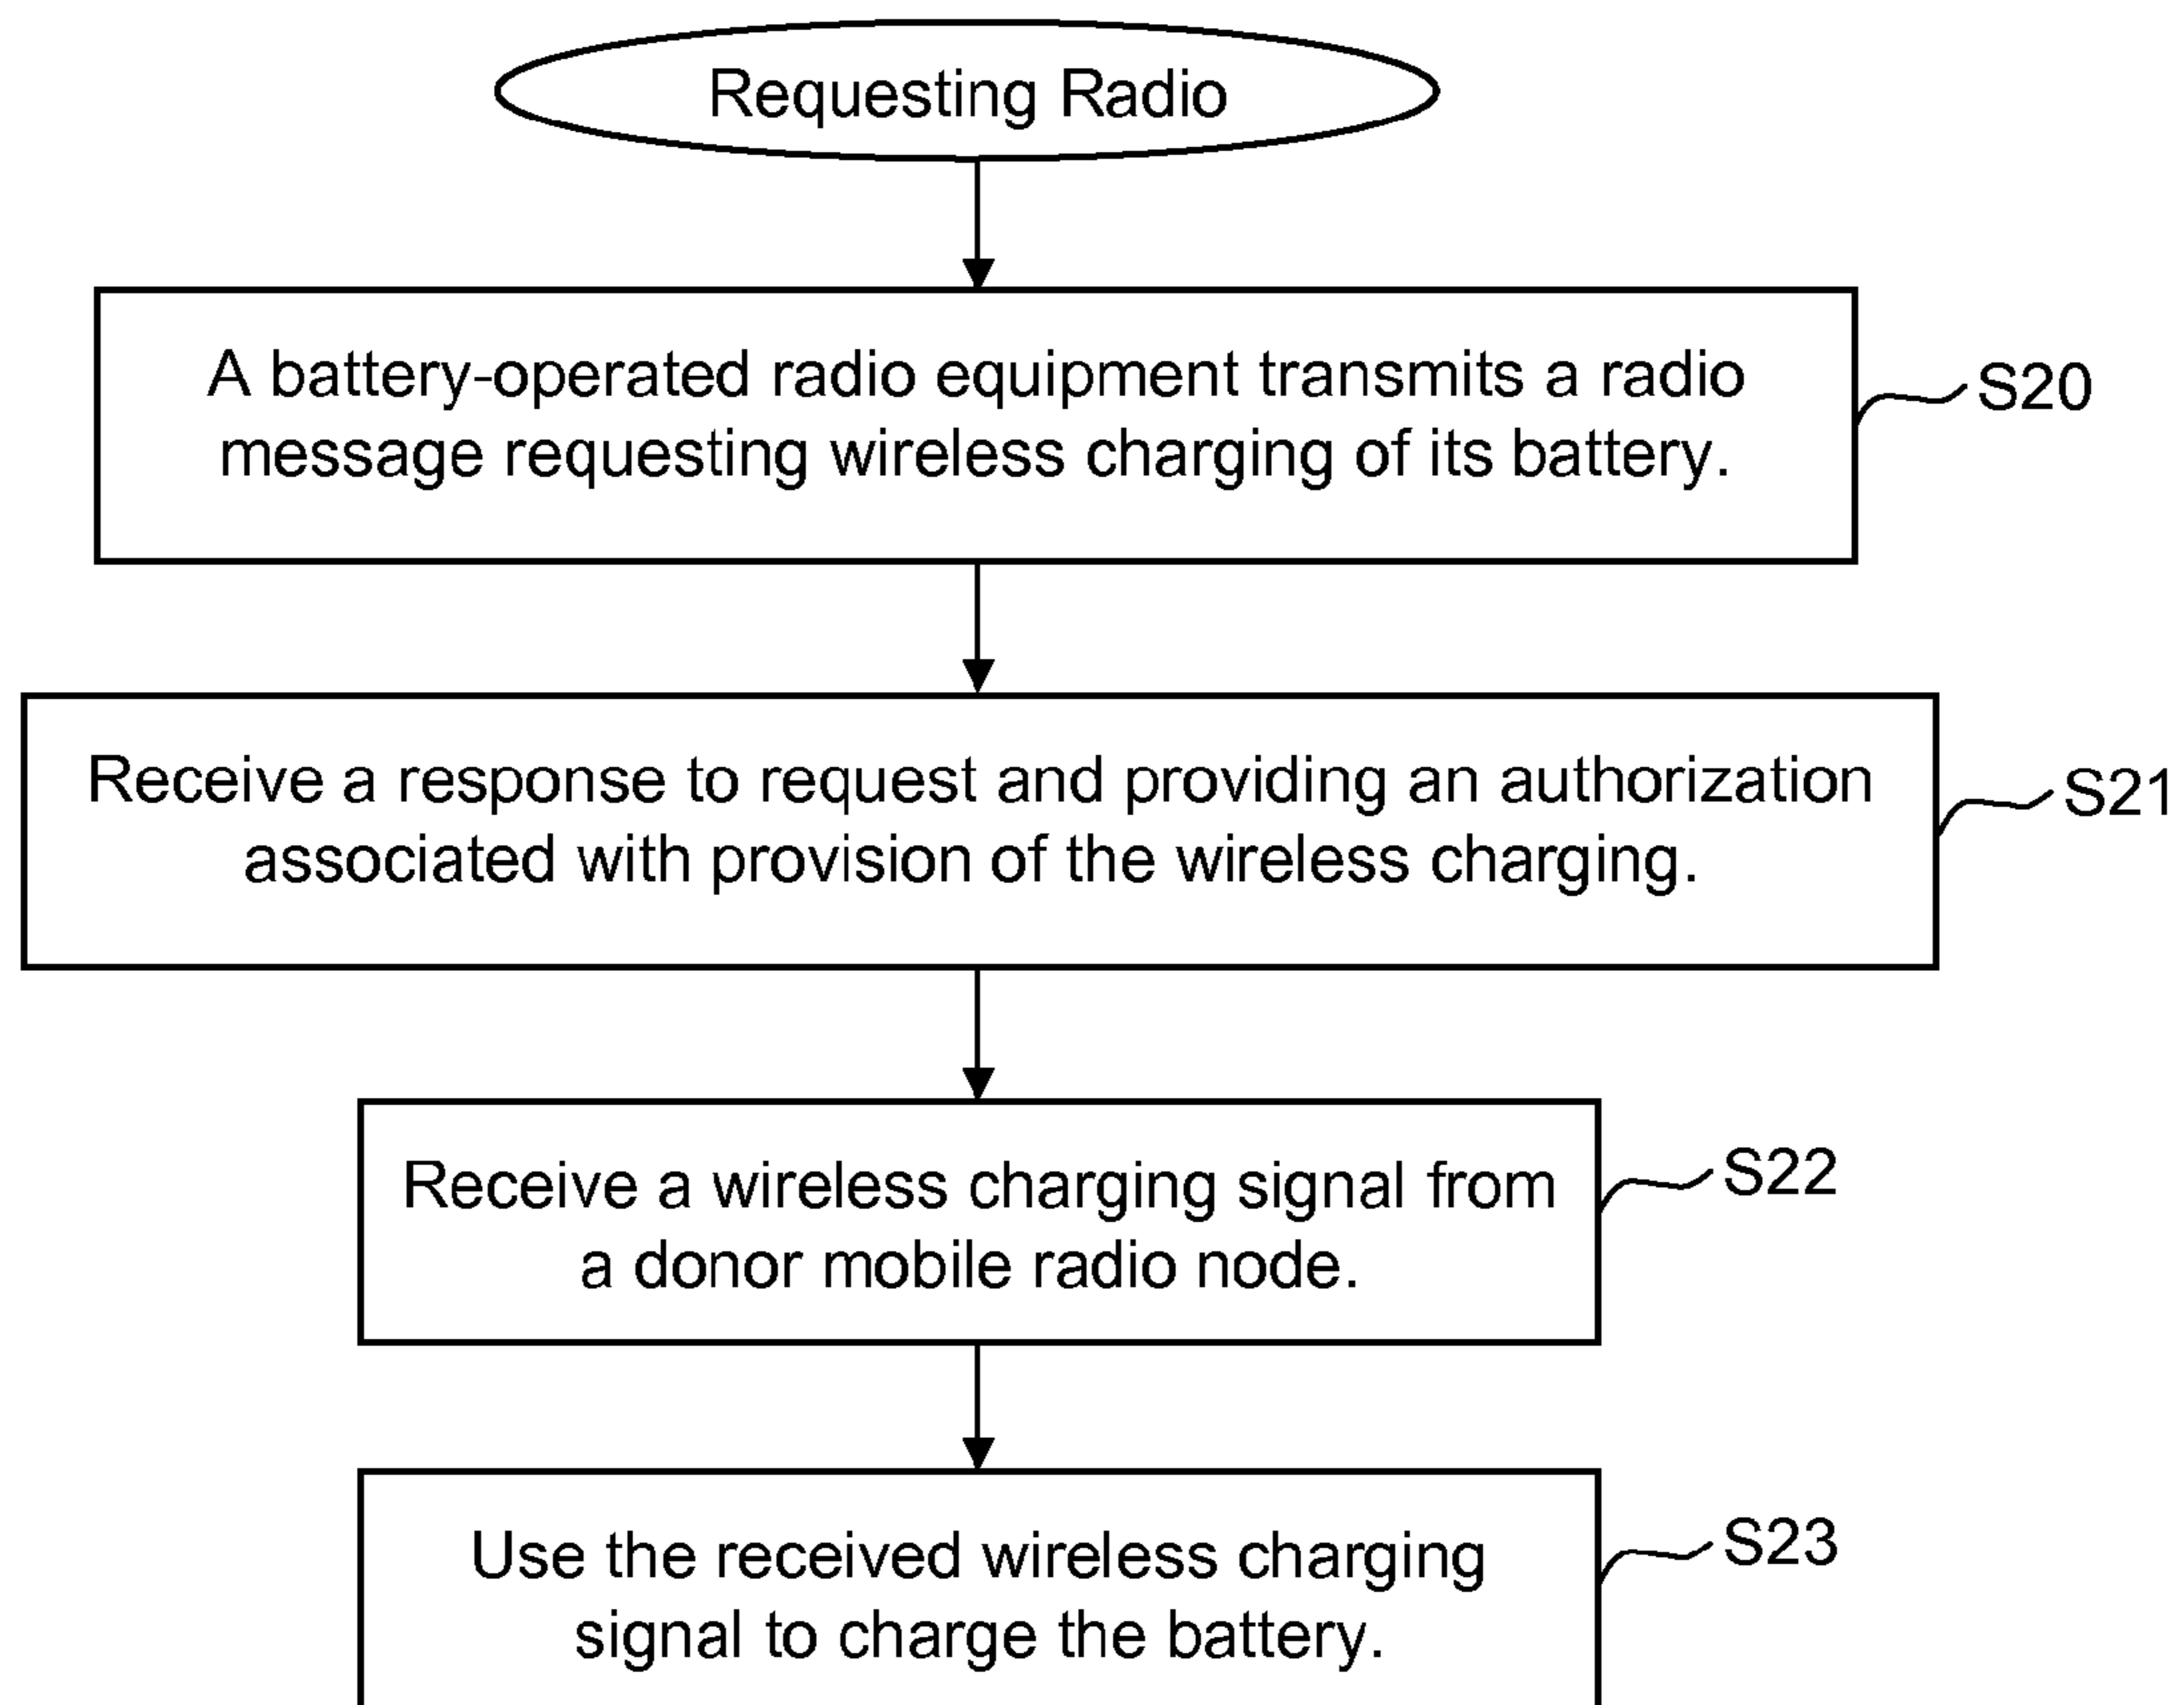 Requesting Radio
A battery-operated radio equipment transmits a radio
message requesting wireless charging of its battery.
S20
Receive a response to request and providing an authorization
associated with provision of the wireless charging.
S21
Receive a wireless charging signal from
a donor mobile radio node.
S22
Use the received wireless charging
signal to charge the battery.
S23